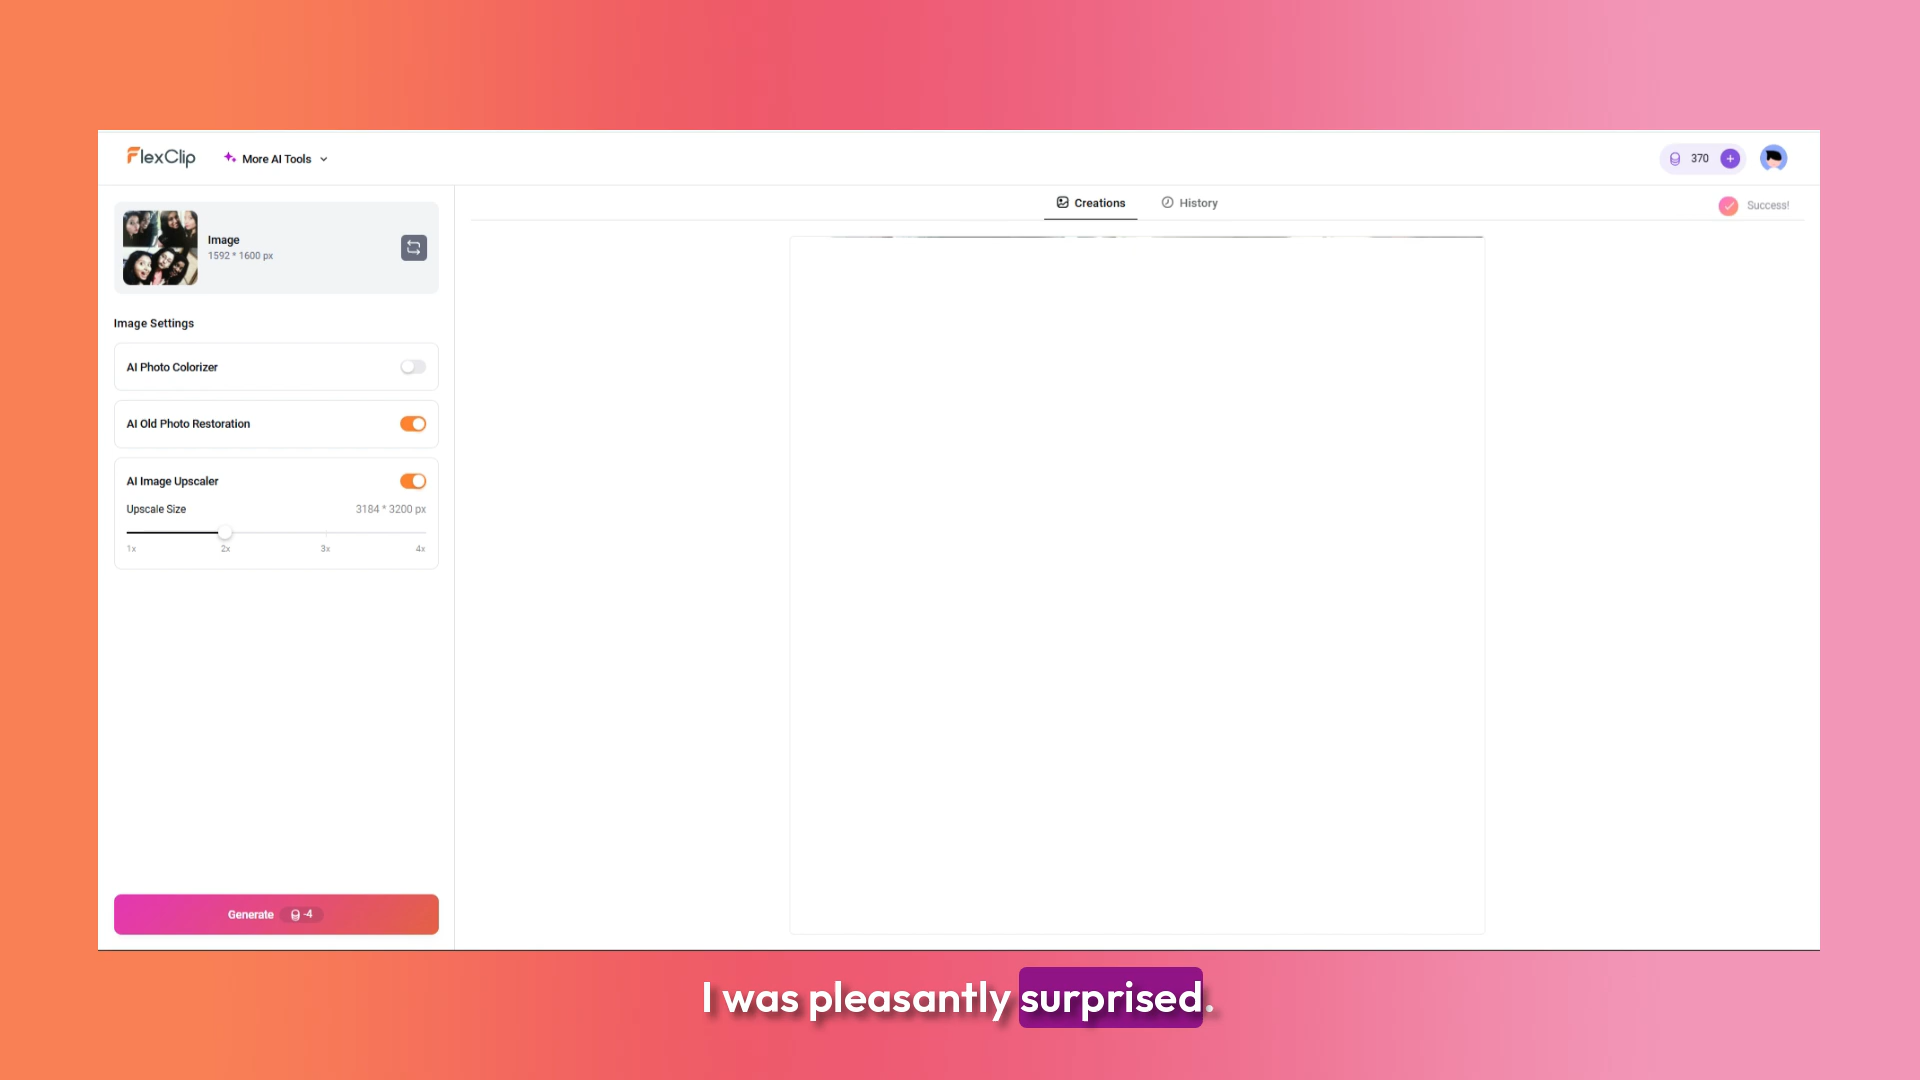 FlexClip
More AI Tools
370
Creations
History
Success!
Image
1592 * 1600 px
Image Settings
AI Photo Colorizer
AI Old Photo Restoration
AI Image Upscaler
Upscale Size
3184 * 3200 px
1x
2x
3x
4x
Generate
-4
I was pleasantly surprised.